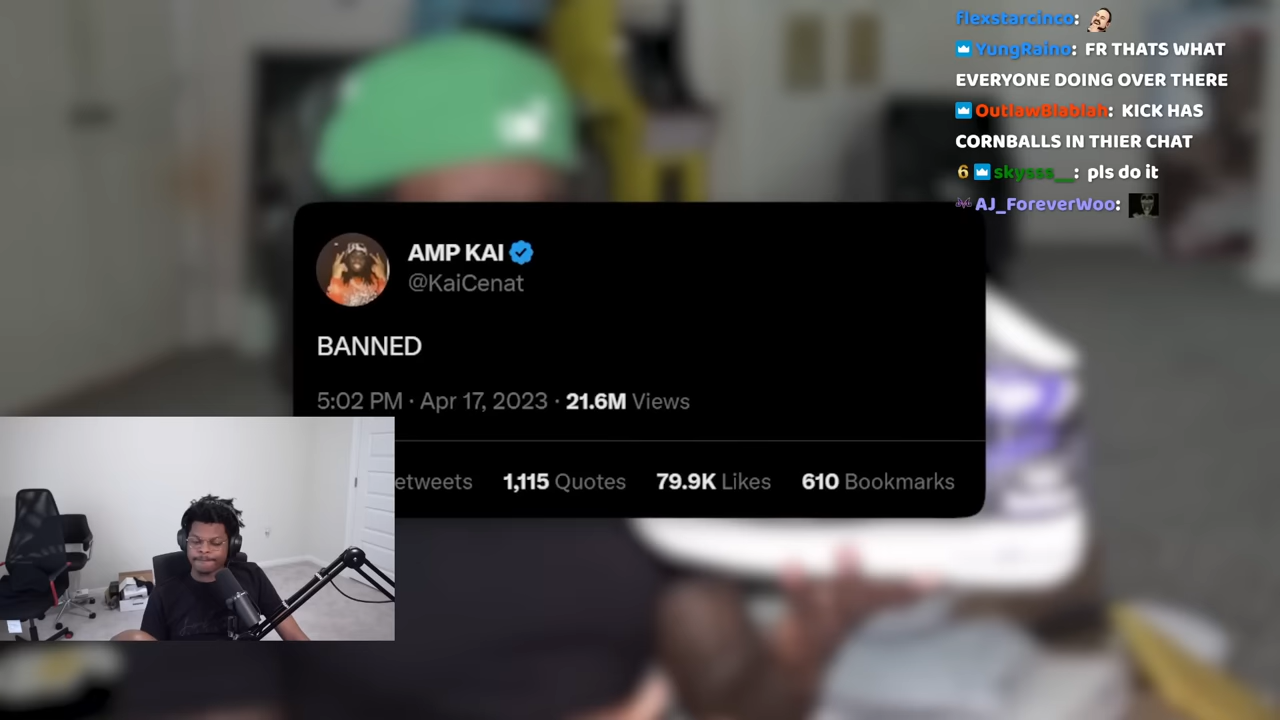 flexstarcinco:
YungRaino: FR THATS WHAT
EVERYONE DOING OVER THERE
OutlawBlablah: KICK HAS
CORNBALLS IN THIER CHAT
6 skysss__: pls do it
AJ_ForeverWoo:
AMP KAI
@KaiCenat
BANNED
5:02 PM · Apr 17, 2023 · 21.6M Views
etweets 1,115 Quotes 79.9K Likes 610 Bookmarks